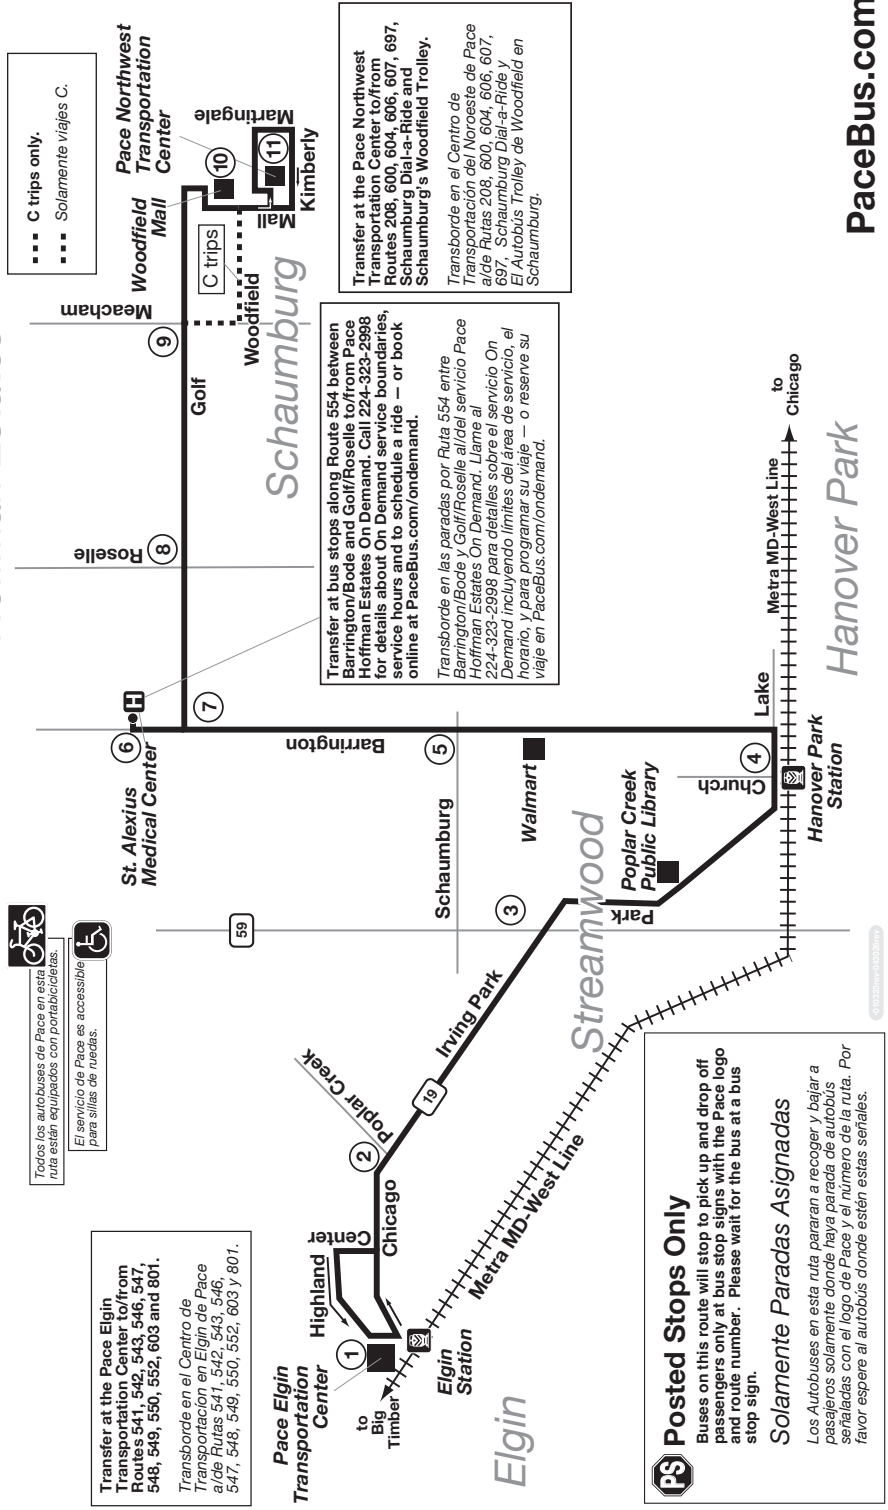 Transfer at the Pace Elgin
Transportation Center to/from
Routes 541, 542, 543, 546, 547,
548, 549, 550, 552, 603 and 801.
Transborde en el Centro de
Transportacion en Elgin de Pace
a/de Rutas 541, 542, 543, 546,
547, 548, 549, 550, 552, 603 y 801.
Todos los autobuses de Pace en esta
ruta están equipados con portabicicletas.
El servicio de Pace es accessible
para sillas de ruedas.
C trips only.
Solamente viajes C.
59
St. Alexius
Medical Center
6
H
7
Roselle
8
Golf
Meacham
9
Woodfield
Mall
Pace Northwest
Transportation
Center
10
11
Martingale
Kimberly
Mall
C trips
Woodfield
Schaumburg
Transfer at the Pace Northwest
Transportation Center to/from
Routes 208, 600, 604, 606, 607, 697,
Schaumburg Dial-a-Ride and
Schaumburg's Woodfield Trolley.
Transborde en el Centro de
Transportación del Noroeste de Pace
a/de Rutas 208, 600, 604, 606, 607,
697, Schaumburg Dial-a-Ride y
El Autobús Trolley de Woodfield en
Schaumburg.
Transfer at bus stops along Route 554 between
Barrington/Bode and Golf/Roselle to/from Pace
Hoffman Estates On Demand. Call 224-323-2998
for details about On Demand service boundaries,
service hours and to schedule a ride — or book
online at PaceBus.com/ondemand.
Transborde en las paradas por Ruta 554 entre
Barrington/Bode y Golf/Roselle al/del servicio Pace
Hoffman Estates On Demand. Llame al
224-323-2998 para detalles sobre el servicio On
Demand incluyendo límites del área de servicio, el
horario, y para programar su viaje — o reserve su
viaje en PaceBus.com/ondemand.
Pace Elgin
Transportation
Center
1
Highland
Center
Chicago
2
Poplar Creek
19
Irving Park
3
Schaumburg
5
Barrington
Walmart
Streamwood
Poplar Creek
Public Library
Park
Church
4
Lake
Hanover Park
Station
Metra MD-West Line
to
Chicago
Hanover Park
to
Big
Timber
Elgin
Station
Metra MD-West Line
Elgin
PS Posted Stops Only
Buses on this route will stop to pick up and drop off
passengers only at bus stop signs with the Pace logo
and route number. Please wait for the bus at a bus
stop sign.
Solamente Paradas Asignadas
Los Autobuses en esta ruta pararan a recoger y bajar a
pasajeros solamente donde haya parada de autobús
señaladas con el logo de Pace y el número de la ruta. Por
favor espere al autobús donde estén estas señales.
PaceBus.com